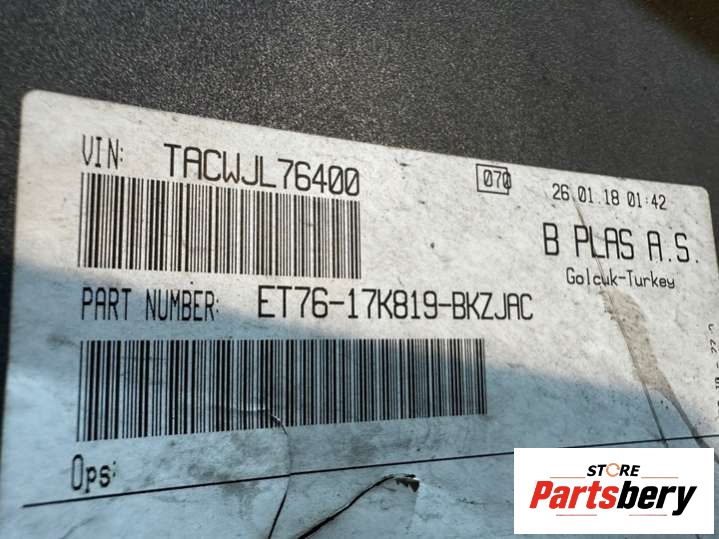 VIN: TACWJL76400
070
26.01.18 01:42
B PLAS A.S.
Golcuk-Turkey
PART NUMBER: ET76-17K819-BKZJAC
Ops:
STORE
Partsbery